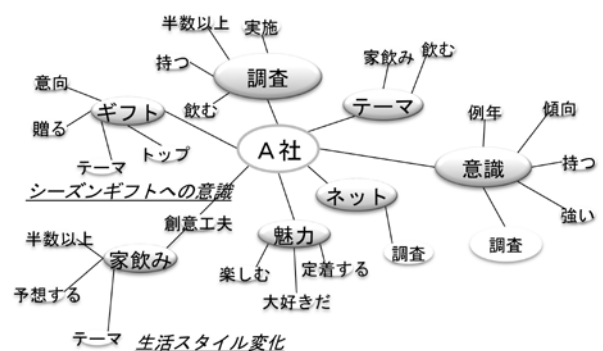 半数以上
実施
持つ
調査
飲む
家飲み
飲む
テーマ
意向
ギフト
贈る
トップ
テーマ
シーズンギフトへの意識
A社
例年
傾向
意識
持つ
強い
調査
ネット
調査
創意工夫
半数以上
家飲み
予想する
テーマ
生活スタイル変化
魅力
楽しむ
定着する
大好きだ